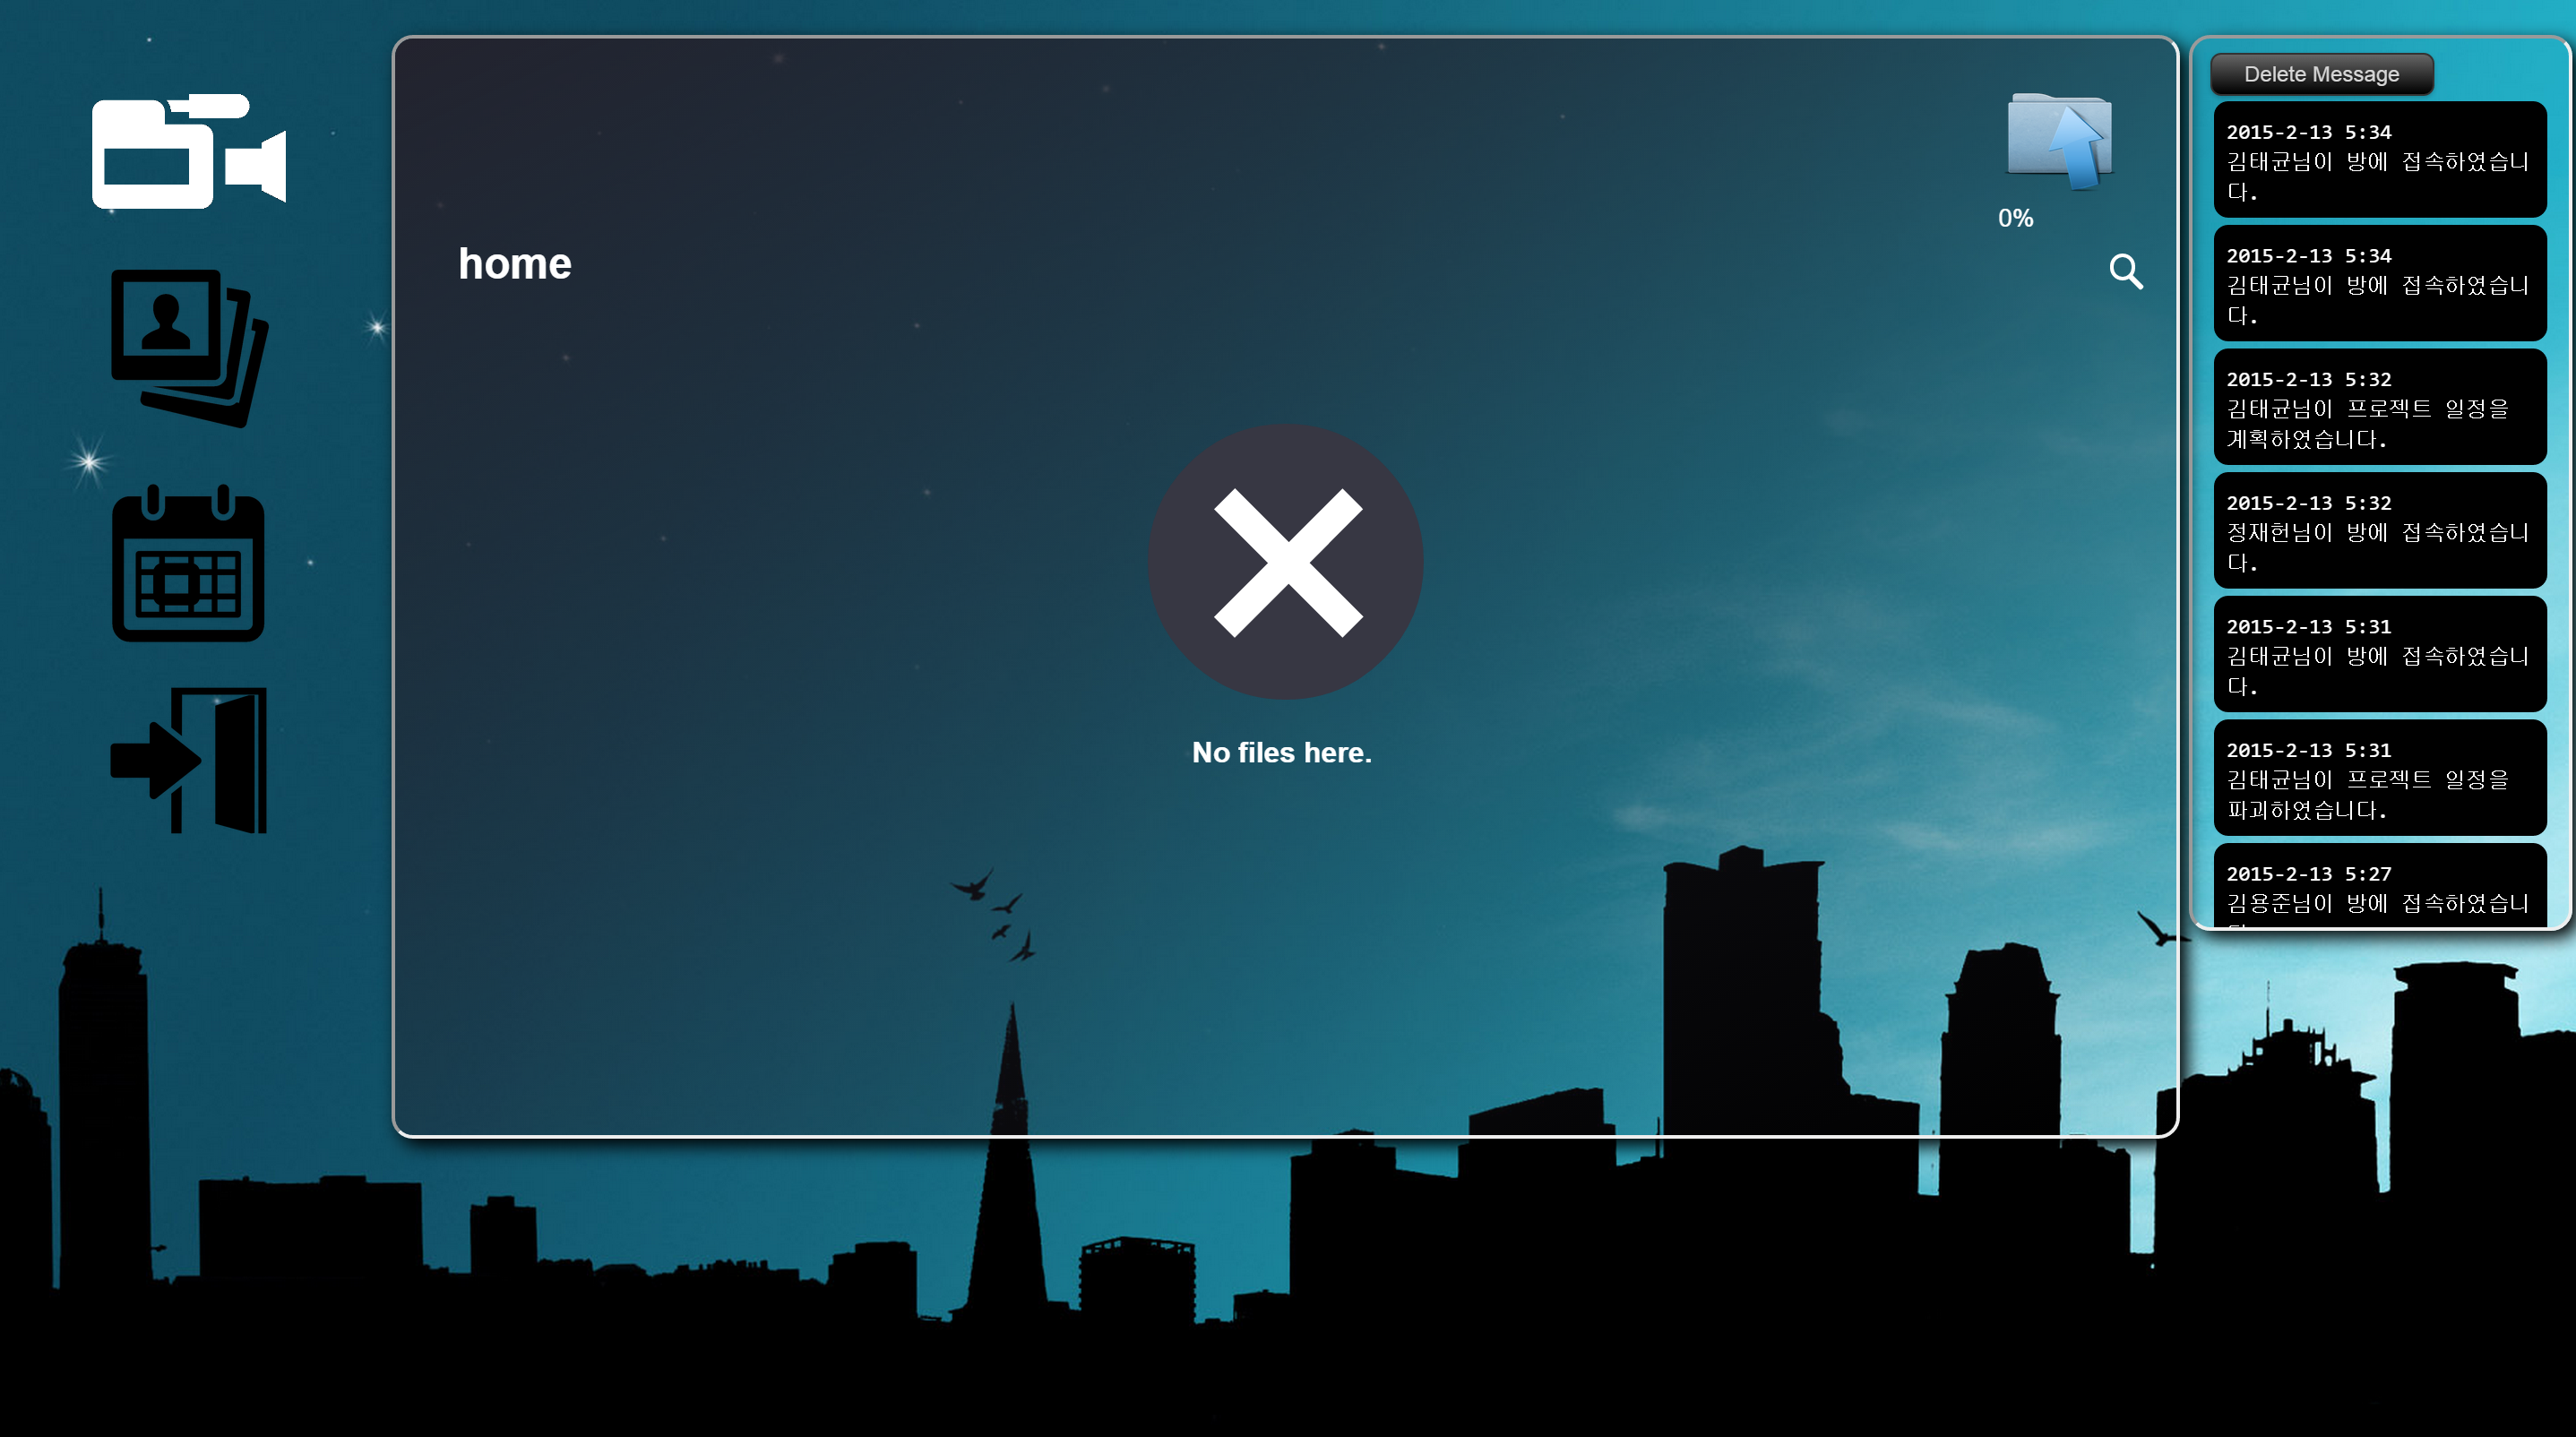 home
0%
No files here.
Delete Message
2015-2-13 5:34
김태균님이 방에 접속하였습니
다.
2015-2-13 5:34
김태균님이 방에 접속하였습니
다.
2015-2-13 5:32
김태균님이 프로젝트 일정을
계획하였습니다.
2015-2-13 5:32
정재헌님이 방에 접속하였습니
다.
2015-2-13 5:31
김태균님이 방에 접속하였습니
다.
2015-2-13 5:31
김태균님이 프로젝트 일정을
파괴하였습니다.
2015-2-13 5:27
김용준님이 방에 접속하였습니